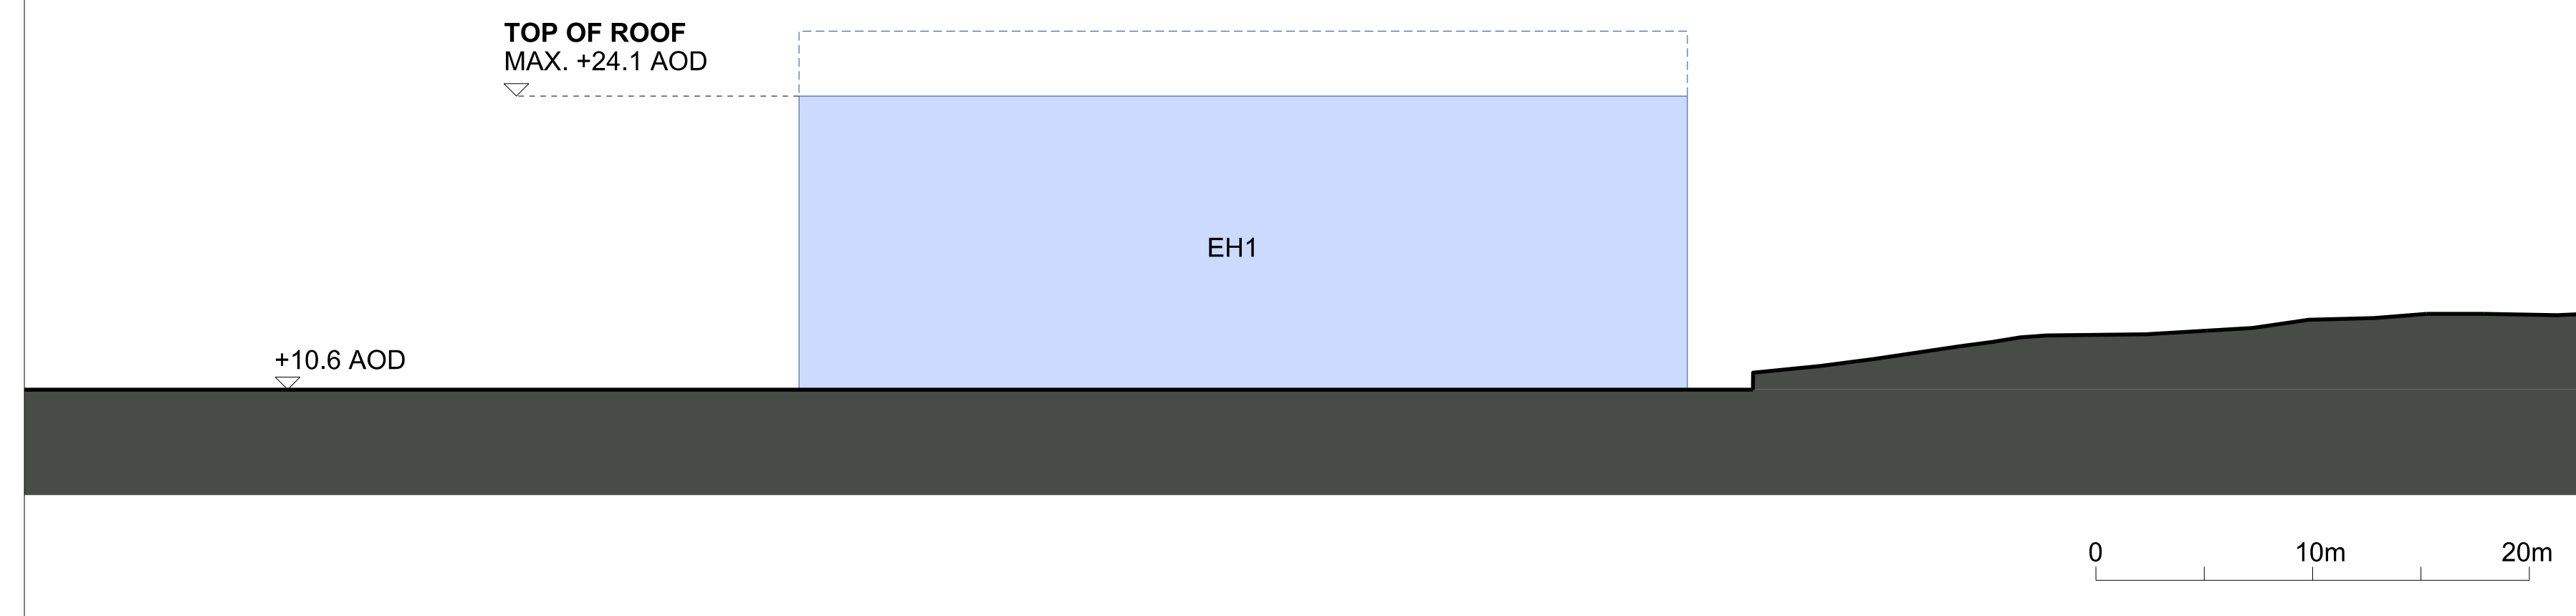 TOP OF ROOF
MAX. +24.1 AOD
EH1
+10.6 AOD
0 10m 20m